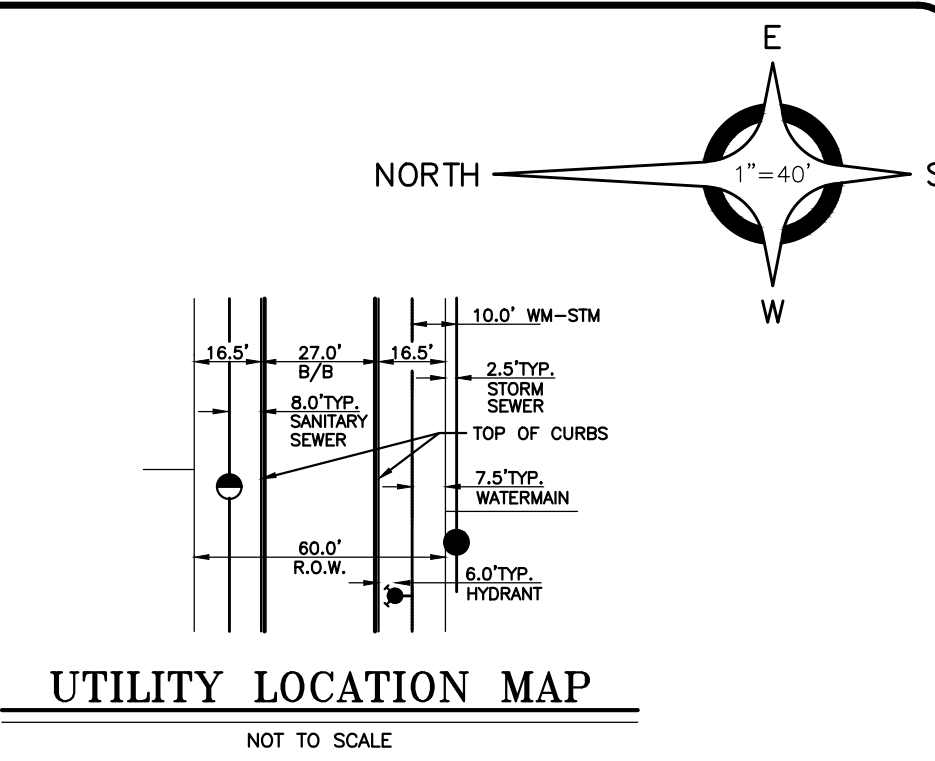 E
NORTH
1"=40'
S
W
10.0' WM-STM
16.5'
27.0'
B/B
16.5'
2.5'TYP.
STORM
SEWER
8.0'TYP.
SANITARY
SEWER
TOP OF CURBS
7.5'TYP.
WATERMAIN
60.0'
R.O.W.
6.0'TYP.
HYDRANT
UTILITY LOCATION MAP
NOT TO SCALE